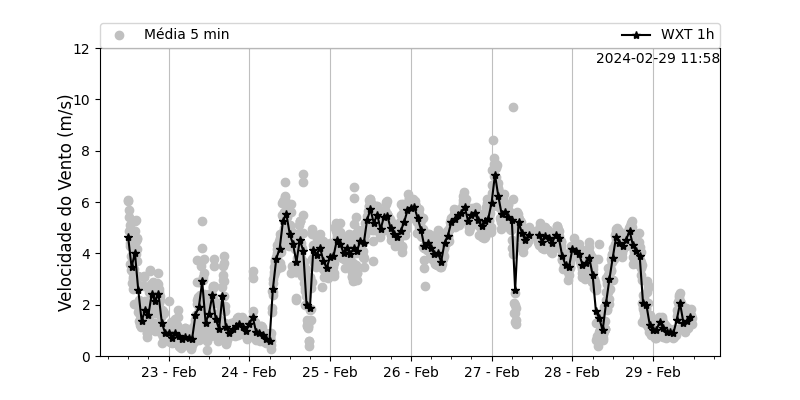 Média 5 min
WXT 1h
2024-02-29 11:58
Velocidade do Vento (m/s)
12
10
8
6
4
2
0
23 - Feb
24 - Feb
25 - Feb
26 - Feb
27 - Feb
28 - Feb
29 - Feb